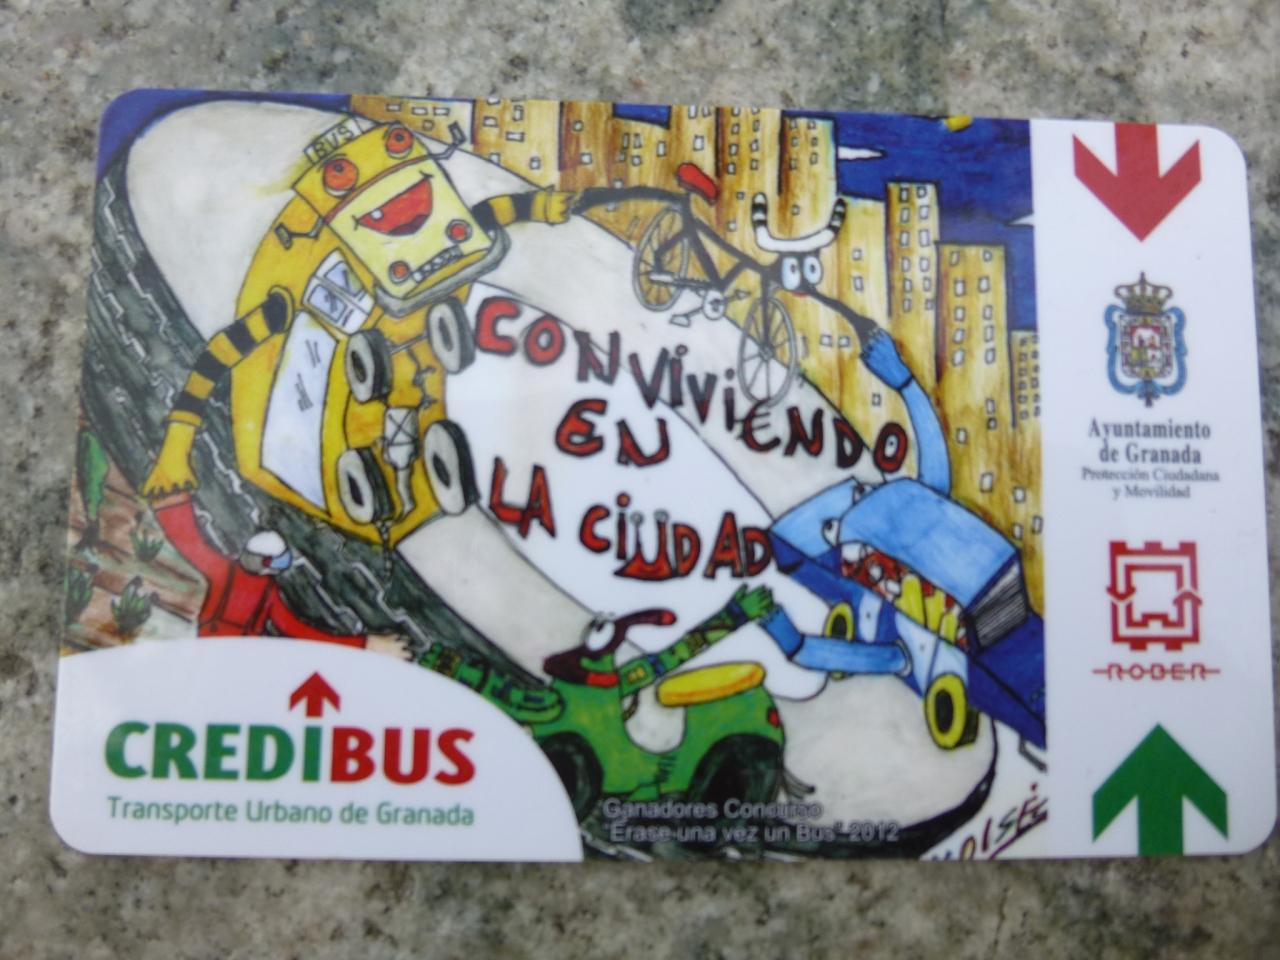 BUS
CONVIVIENDO
EN
LA CIUDAD
Ayuntamiento
de Granada
Protección Ciudadana
y Movilidad
ROBER
CREDIBUS
Transporte Urbano de Granada
Ganadores Concurso
"Erase una vez un Bus" 2012
MOISÉS